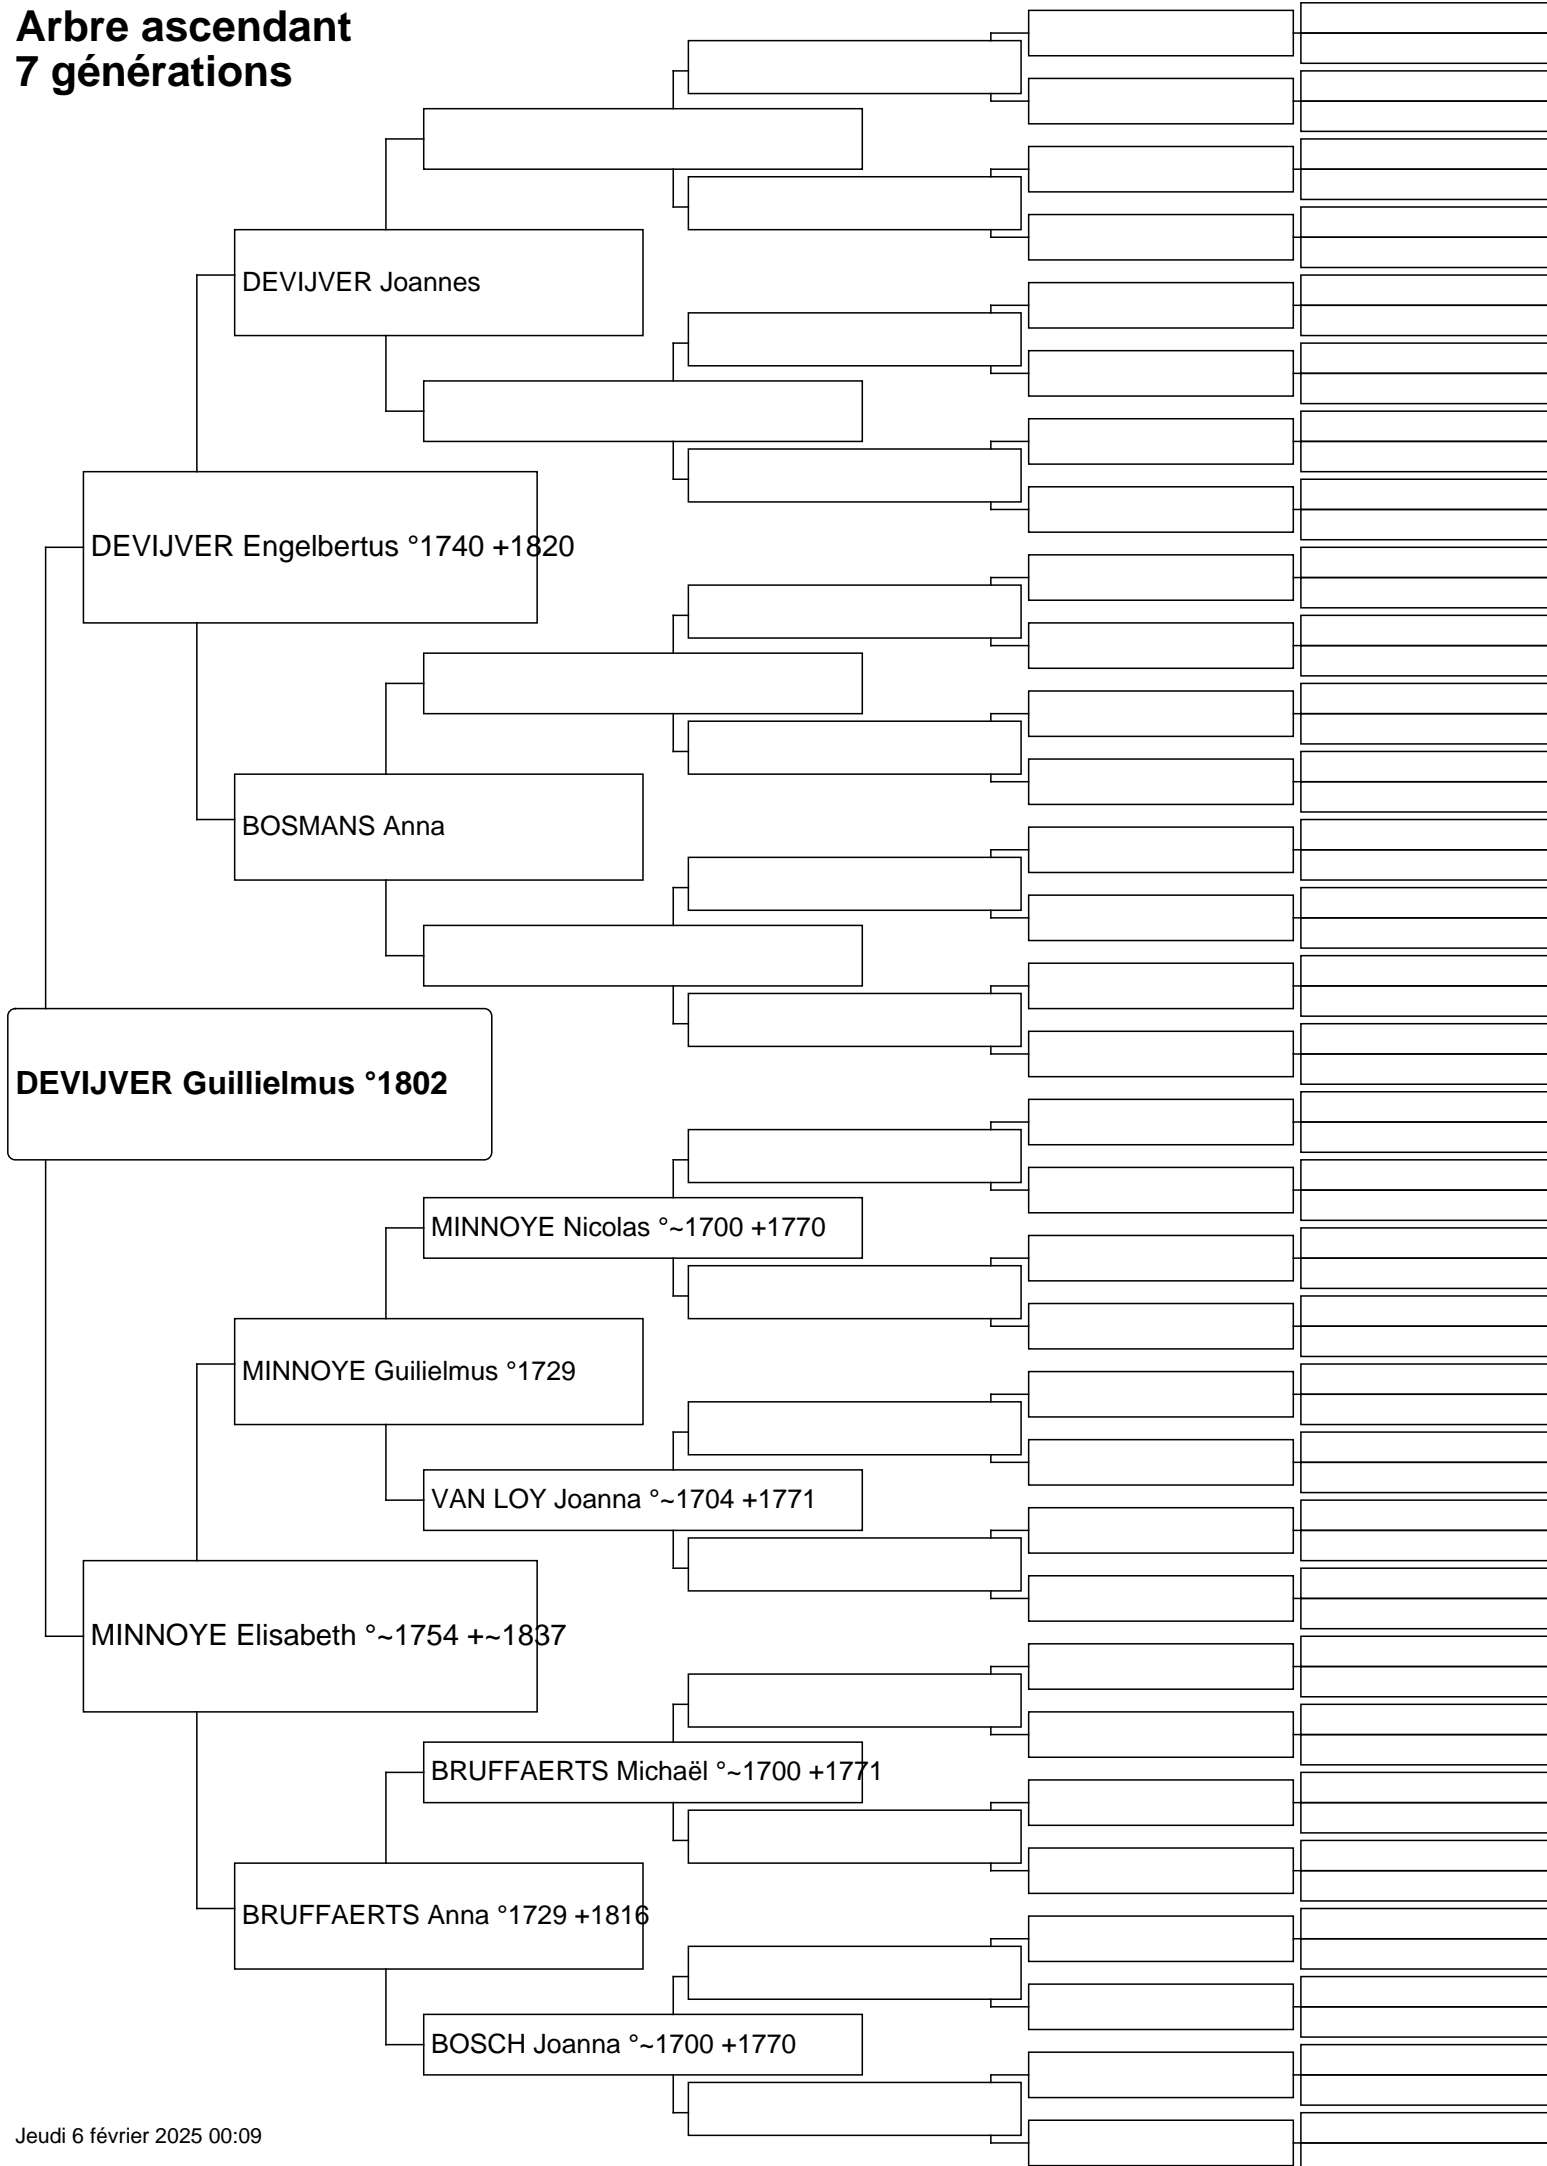 Arbre ascendant
7 générations
DEVIJVER Joannes
DEVIJVER Engelbertus °1740 +1820
BOSMANS Anna
DEVIJVER Guillielmus °1802
MINNOYE Nicolas °~1700 +1770
MINNOYE Guilielmus °1729
VAN LOY Joanna °~1704 +1771
MINNOYE Elisabeth °~1754 +~1837
BRUFFAERTS Michaël °~1700 +1771
BRUFFAERTS Anna °1729 +1816
BOSCH Joanna °~1700 +1770
Jeudi 6 février 2025 00:09